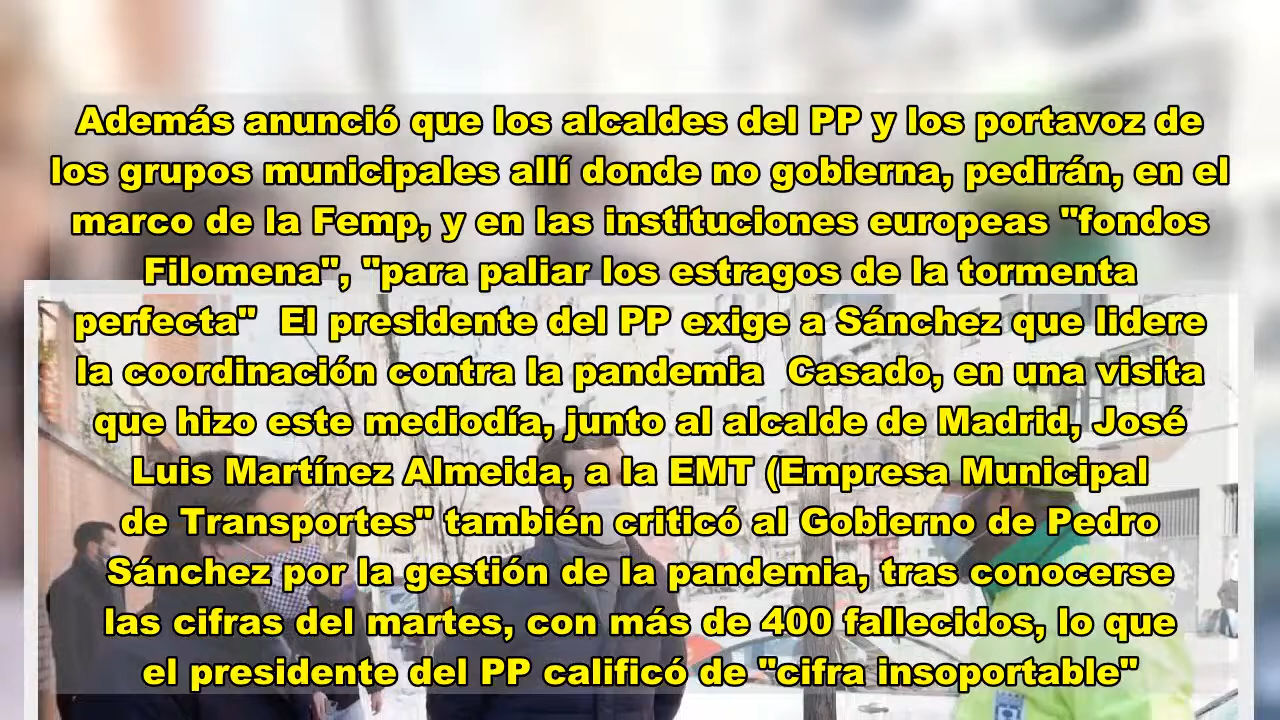 Además anunció que los alcaldes del PP y los portavoz de
los grupos municipales allí donde no gobierna, pedirán, en el
marco de la Femp, y en las instituciones europeas "fondos
Filomena", "para paliar los estragos de la tormenta
perfecta"  El presidente del PP exige a Sánchez que lidere
la coordinación contra la pandemia  Casado, en una visita
que hizo este mediodía, junto al alcalde de Madrid, José
Luis Martínez Almeida, a la EMT (Empresa Municipal
de Transportes" también criticó al Gobierno de Pedro
Sánchez por la gestión de la pandemia, tras conocerse
las cifras del martes, con más de 400 fallecidos, lo que
el presidente del PP calificó de "cifra insoportable"